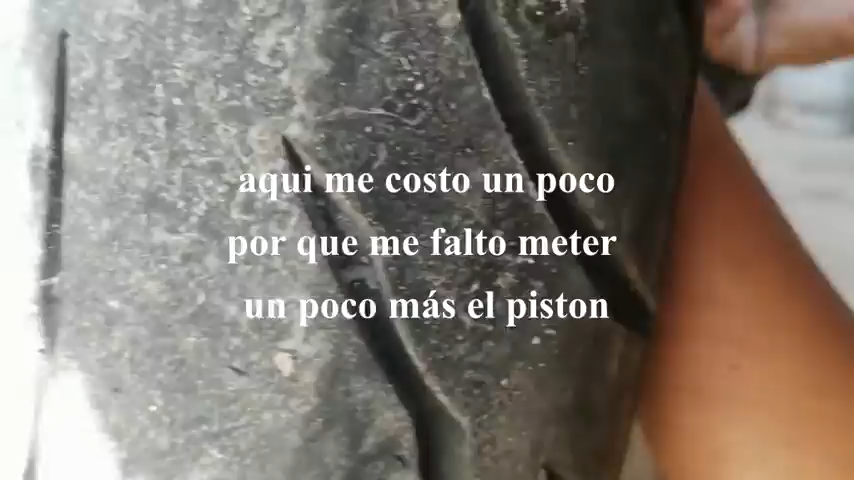 aqui me costo un poco
por que me falto meter
un poco más el piston